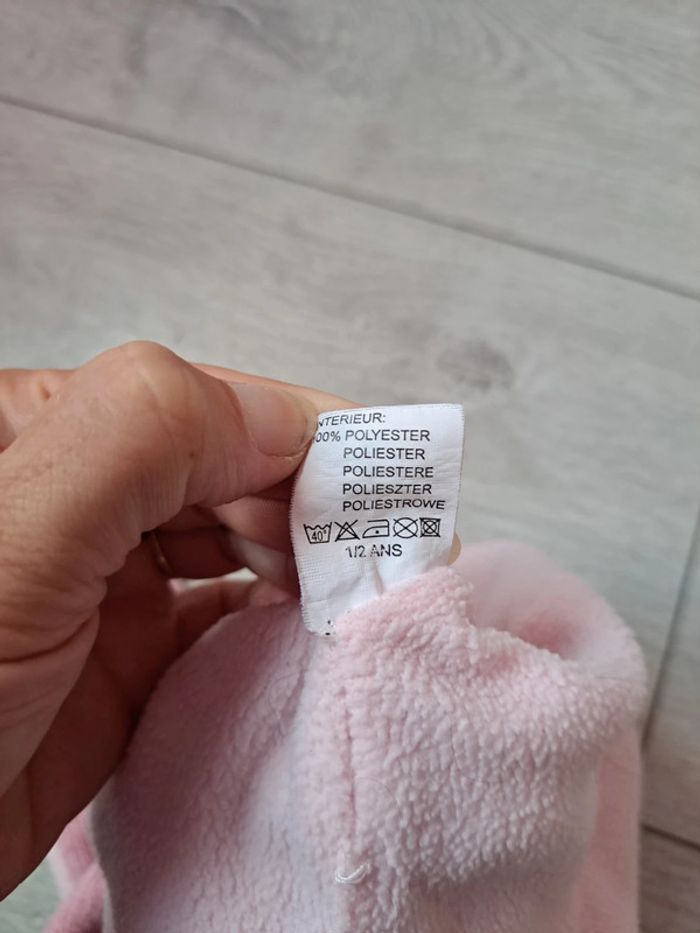 NTERIEUR:
00% POLYESTER
POLIESTER
POLIESTERE
POLIESZTER
POLIESTROWE
40°
1/2 ANS